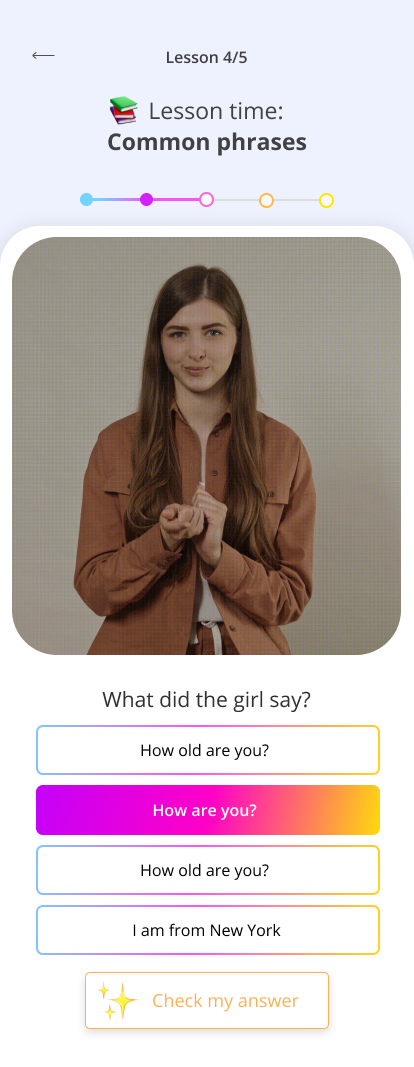 Lesson 4/5
Lesson time:
Common phrases
What did the girl say?
How old are you?
How are you?
How old are you?
I am from New York
Check my answer